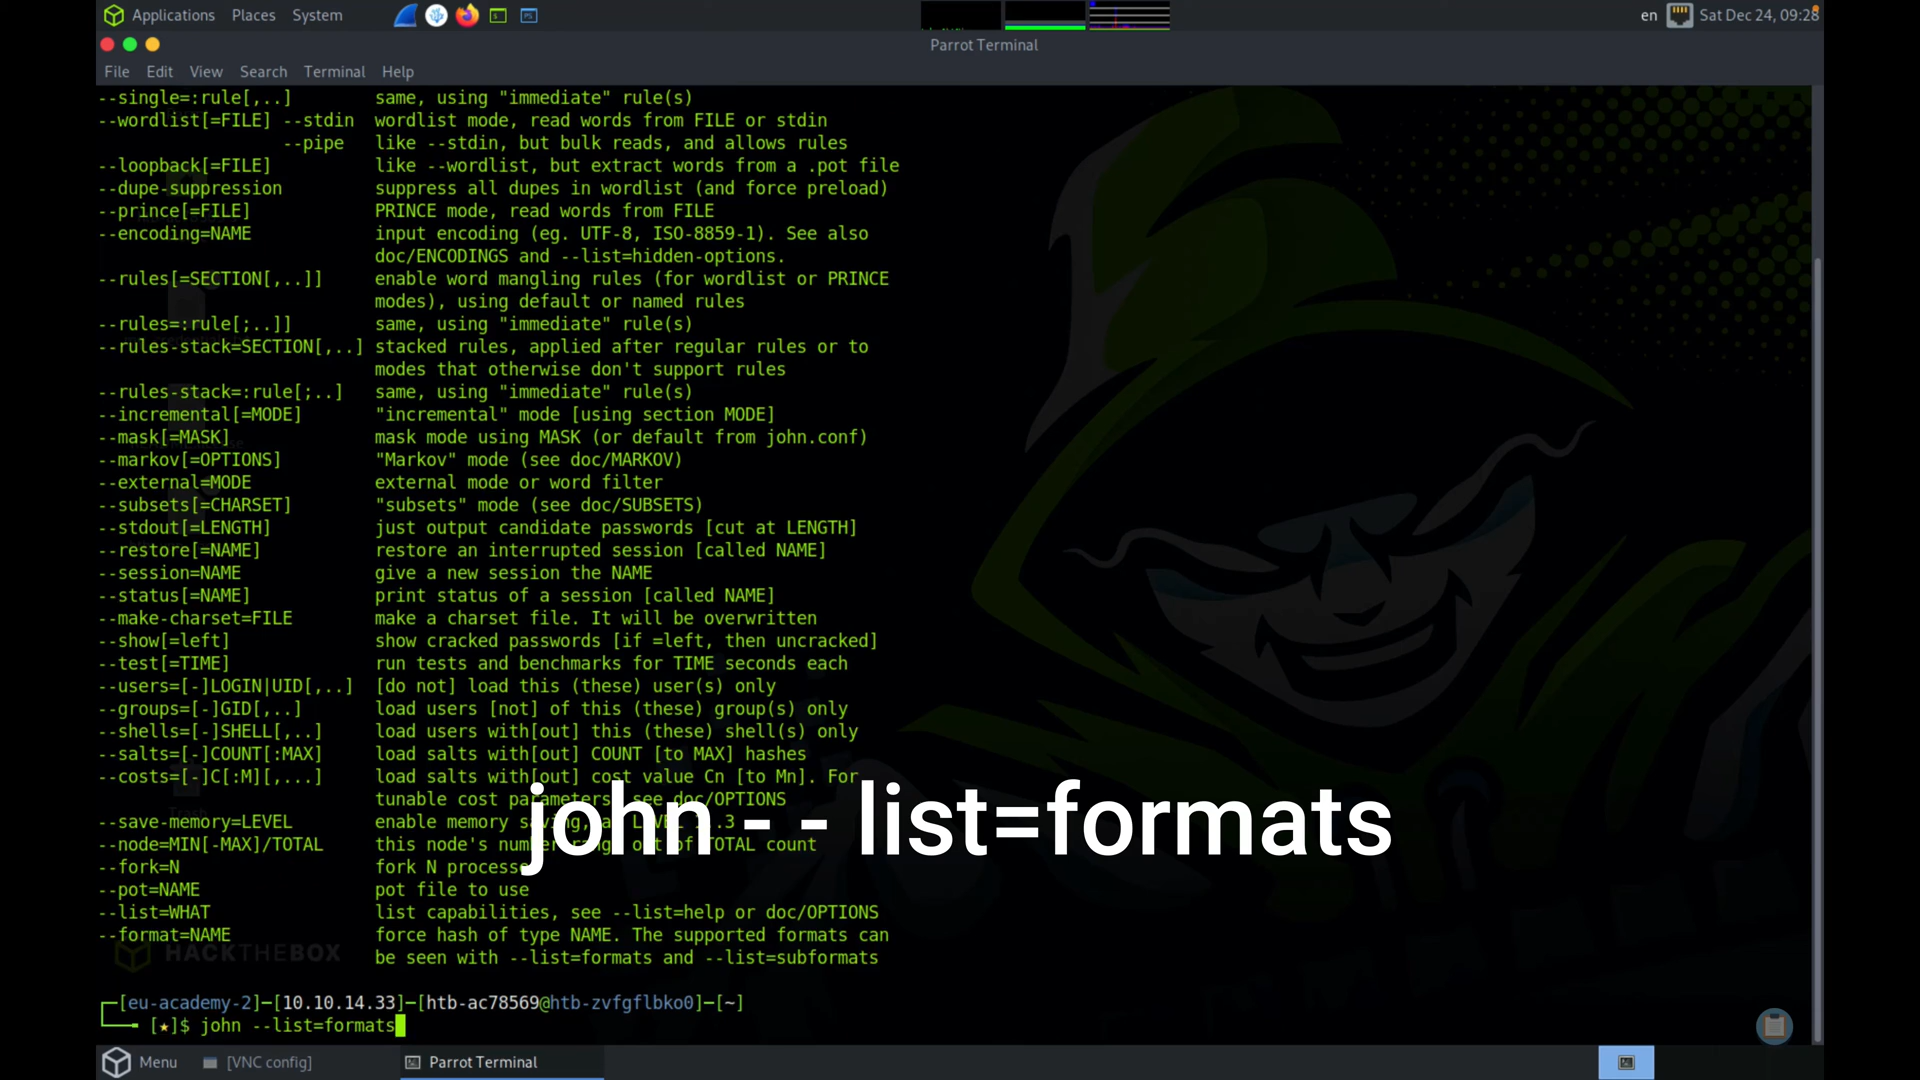 Applications Places System
en Sat Dec 24, 09:28
Parrot Terminal
File Edit View Search Terminal Help
--single=:rule[,..] same, using "immediate" rule(s)
--wordlist[=FILE] --stdin wordlist mode, read words from FILE or stdin
--pipe like --stdin, but bulk reads, and allows rules
--loopback[=FILE] like --wordlist, but extract words from a .pot file
--dupe-suppression suppress all dupes in wordlist (and force preload)
--prince[=FILE] PRINCE mode, read words from FILE
--encoding=NAME input encoding (eg. UTF-8, ISO-8859-1). See also
doc/ENCODINGS and --list=hidden-options.
--rules[=SECTION[,..]] enable word mangling rules (for wordlist or PRINCE
modes), using default or named rules
--rules=:rule[;..]] same, using "immediate" rule(s)
--rules-stack=SECTION[,..] stacked rules, applied after regular rules or to
modes that otherwise don't support rules
--rules-stack=:rule[;..] same, using "immediate" rule(s)
--incremental[=MODE] "incremental" mode [using section MODE]
--mask[=MASK] mask mode using MASK (or default from john.conf)
--markov[=OPTIONS] "Markov" mode (see doc/MARKOV)
--external=MODE external mode or word filter
--subsets[=CHARSET] "subsets" mode (see doc/SUBSETS)
--stdout[=LENGTH] just output candidate passwords [cut at LENGTH]
--restore[=NAME] restore an interrupted session [called NAME]
--session=NAME give a new session the NAME
--status[=NAME] print status of a session [called NAME]
--make-charset=FILE make a charset file. It will be overwritten
--show[=left] show cracked passwords [if =left, then uncracked]
--test[=TIME] run tests and benchmarks for TIME seconds each
--users=[-]LOGIN|UID[,..] [do not] load this (these) user(s) only
--groups=[-]GID[,..] load users [not] of this (these) group(s) only
--shells=[-]SHELL[,..] load users with[out] this (these) shell(s) only
--salts=[-]COUNT[:MAX] load salts with[out] COUNT [to MAX] hashes
--costs=[-]C[:M][,...] load salts with[out] cost value Cn [to Mn]. For
tunable cost parameters, see doc/OPTIONS
--save-memory=LEVEL enable memory LEVEL
--node=MIN[-MAX]/TOTAL this node's number out of TOTAL count
--fork=N fork N
--pot=NAME pot file to use
--list=WHAT list capabilities, see --list=help or doc/OPTIONS
--format=NAME force hash of type NAME. The supported formats can
be seen with --list=formats and --list=subformats
john - - list=formats
HACKTHEBOX
[eu-academy-2]-[10.10.14.33]-[htb-ac78569@htb-zvfgflbko0]-[~]
[★]$ john --list=formats
Menu [VNC config] Parrot Terminal